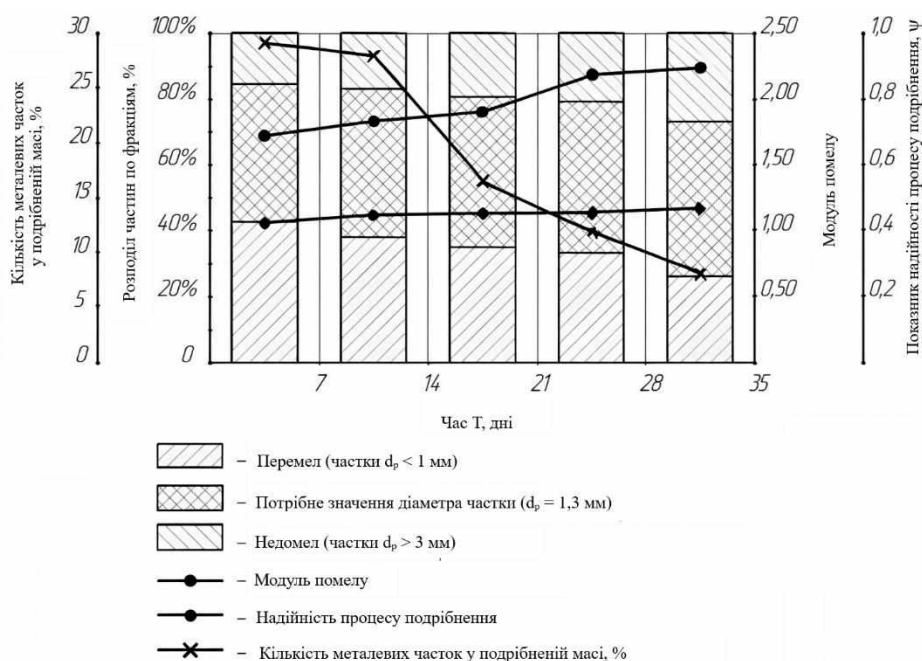 Кількість металевих часток
у подрібненій масі, %
30
25
20
15
10
5
0
Розподіл частин по фракціям, %
100%
80%
60%
40%
20%
0
2,50
2,00
1,50
1,00
0,50
Модуль помелу
1,0
0,8
0,6
0,4
0,2
Показник надійності процесу подрібнення, ψ
7
14
21
28
35
Час T, дні
– Перемел (частки dₚ < 1 мм)
– Потрібне значення діаметра частки (dₚ = 1,3 мм)
– Недомел (частки dₚ > 3 мм)
– Модуль помелу
– Надійність процесу подрібнення
– Кількість металевих часток у подрібненій масі, %